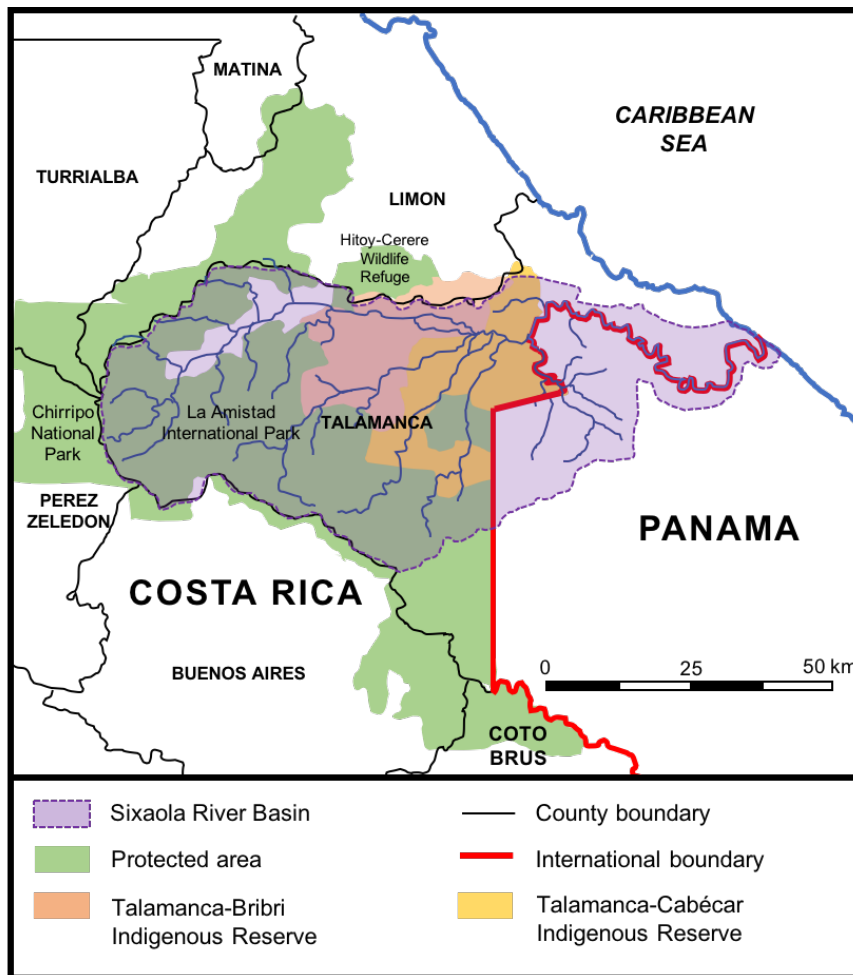 MATINA
CARIBBEAN
SEA
TURRIALBA
LIMON
Hitoy-Cerere
Wildlife
Refuge
Chirripo
National
Park
La Amistad
International Park
TALAMANCA
PEREZ
ZELEDON
PANAMA
COSTA RICA
BUENOS AIRES
0 25 50 km
COTO
BRUS
Sixaola River Basin
County boundary
Protected area
International boundary
Talamanca-Bribri
Indigenous Reserve
Talamanca-Cabécar
Indigenous Reserve